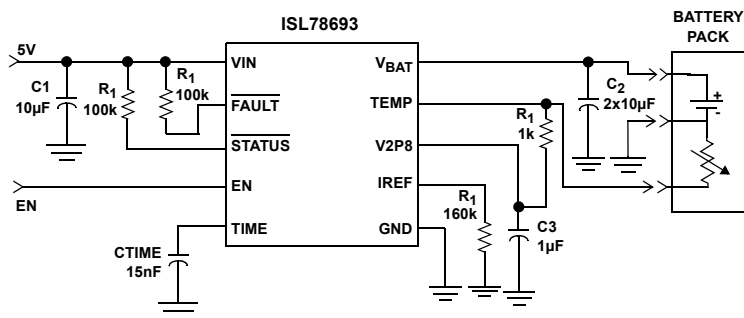 ISL78693
BATTERY
PACK
5V
VIN
VBAT
C1
10µF
R1
100k
R1
100k
FAULT
TEMP
C2
2x10µF
+
-
STATUS
V2P8
R1
1k
EN
EN
IREF
R1
160k
TIME
GND
C3
1µF
CTIME
15nF